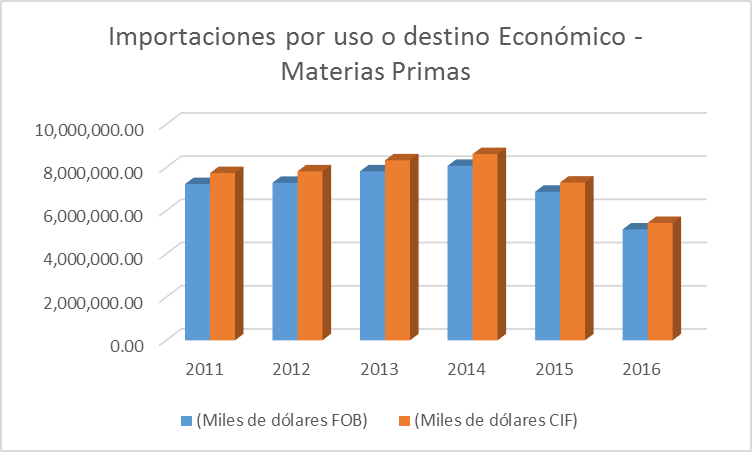 Importaciones por uso o destino Económico -
Materias Primas
10,000,000.00
8,000,000.00
6,000,000.00
4,000,000.00
2,000,000.00
0.00
2011 2012 2013 2014 2015 2016
(Miles de dólares FOB) (Miles de dólares CIF)